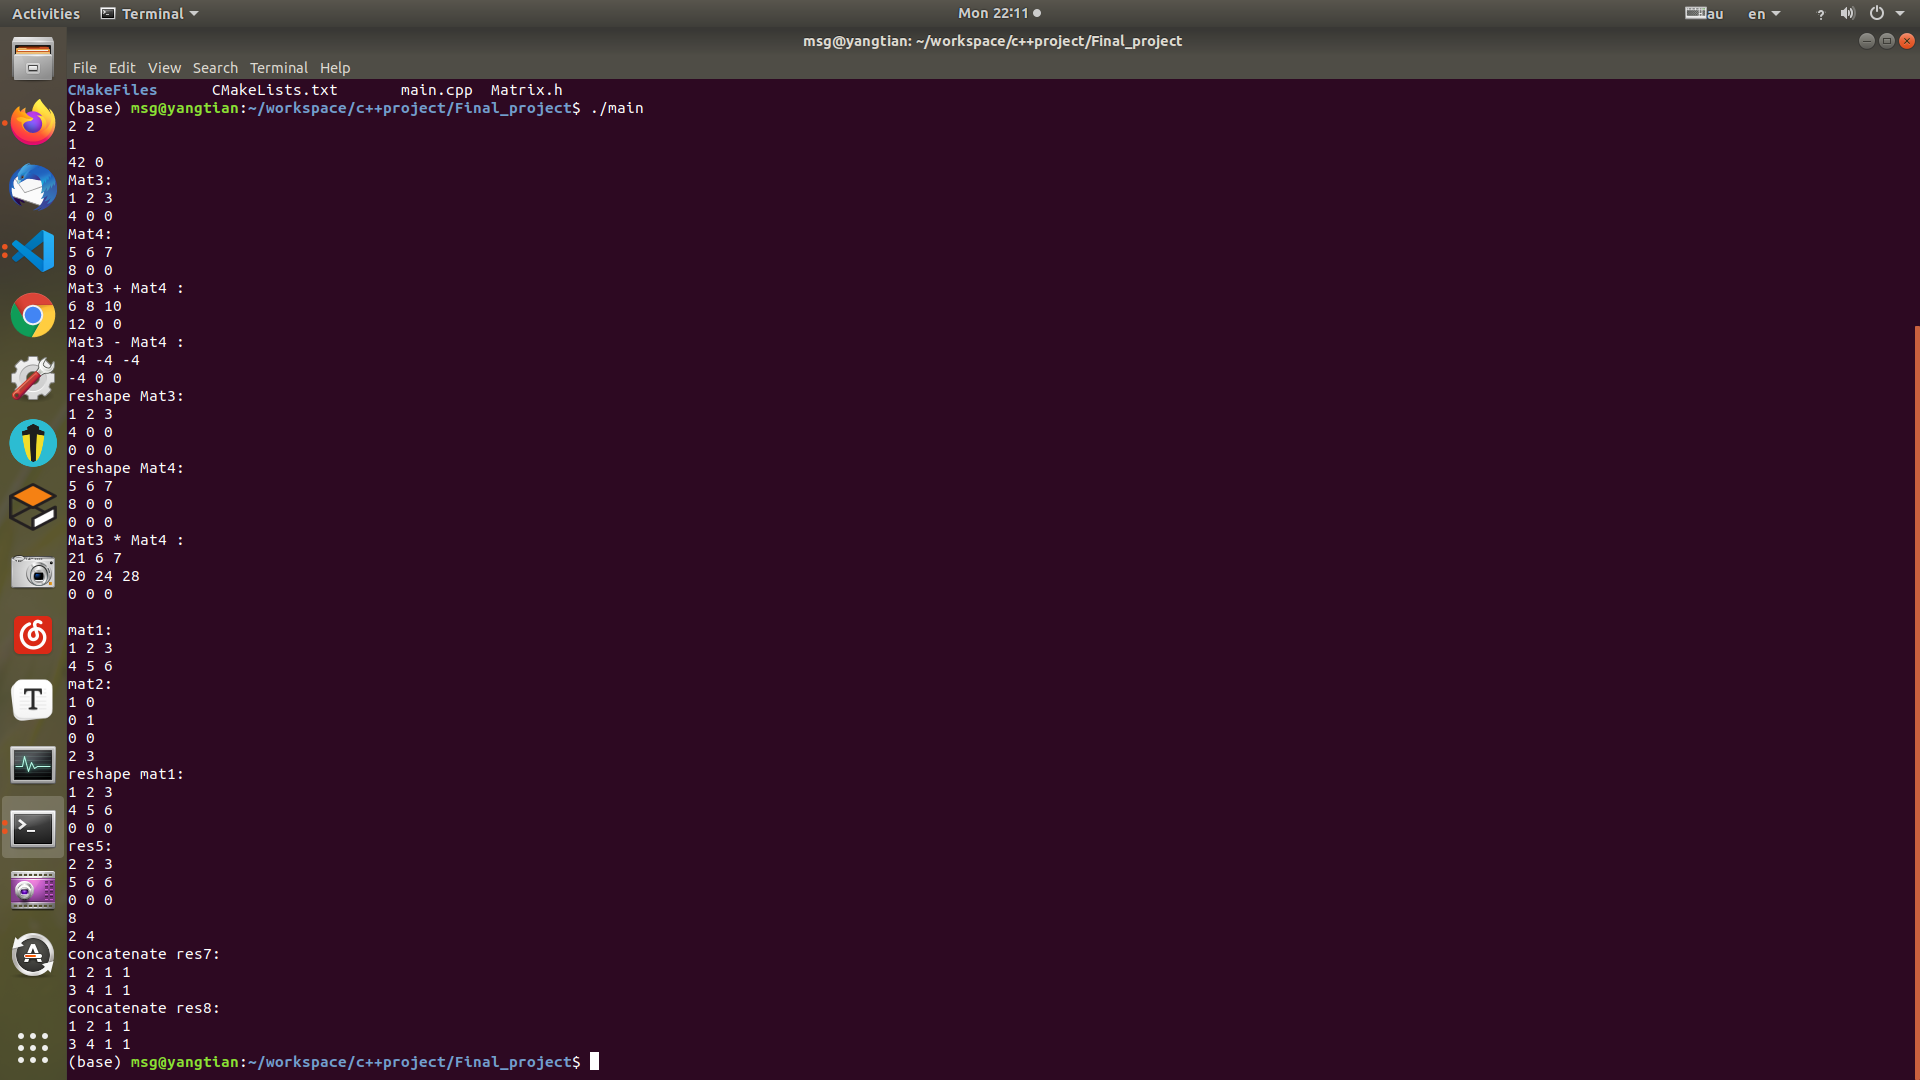 Activities Terminal Mon 22:11 au en ?
msg@yangtian: ~/workspace/c++project/Final_project
File Edit View Search Terminal Help
CMakeFiles CMakeLists.txt main.cpp Matrix.h
(base) msg@yangtian:~/workspace/c++project/Final_project$ ./main
2 2
1
42 0
Mat3:
1 2 3
4 0 0
Mat4:
5 6 7
8 0 0
Mat3 + Mat4 :
6 8 10
12 0 0
Mat3 - Mat4 :
-4 -4 -4
-4 0 0
reshape Mat3:
1 2 3
4 0 0
0 0 0
reshape Mat4:
5 6 7
8 0 0
0 0 0
Mat3 * Mat4 :
21 6 7
20 24 28
0 0 0
mat1:
1 2 3
4 5 6
mat2:
1 0
0 1
0 0
2 3
reshape mat1:
1 2 3
4 5 6
0 0 0
res5:
2 2 3
5 6 6
0 0 0
8
2 4
concatenate res7:
1 2 1 1
3 4 1 1
concatenate res8:
1 2 1 1
3 4 1 1
(base) msg@yangtian:~/workspace/c++project/Final_project$